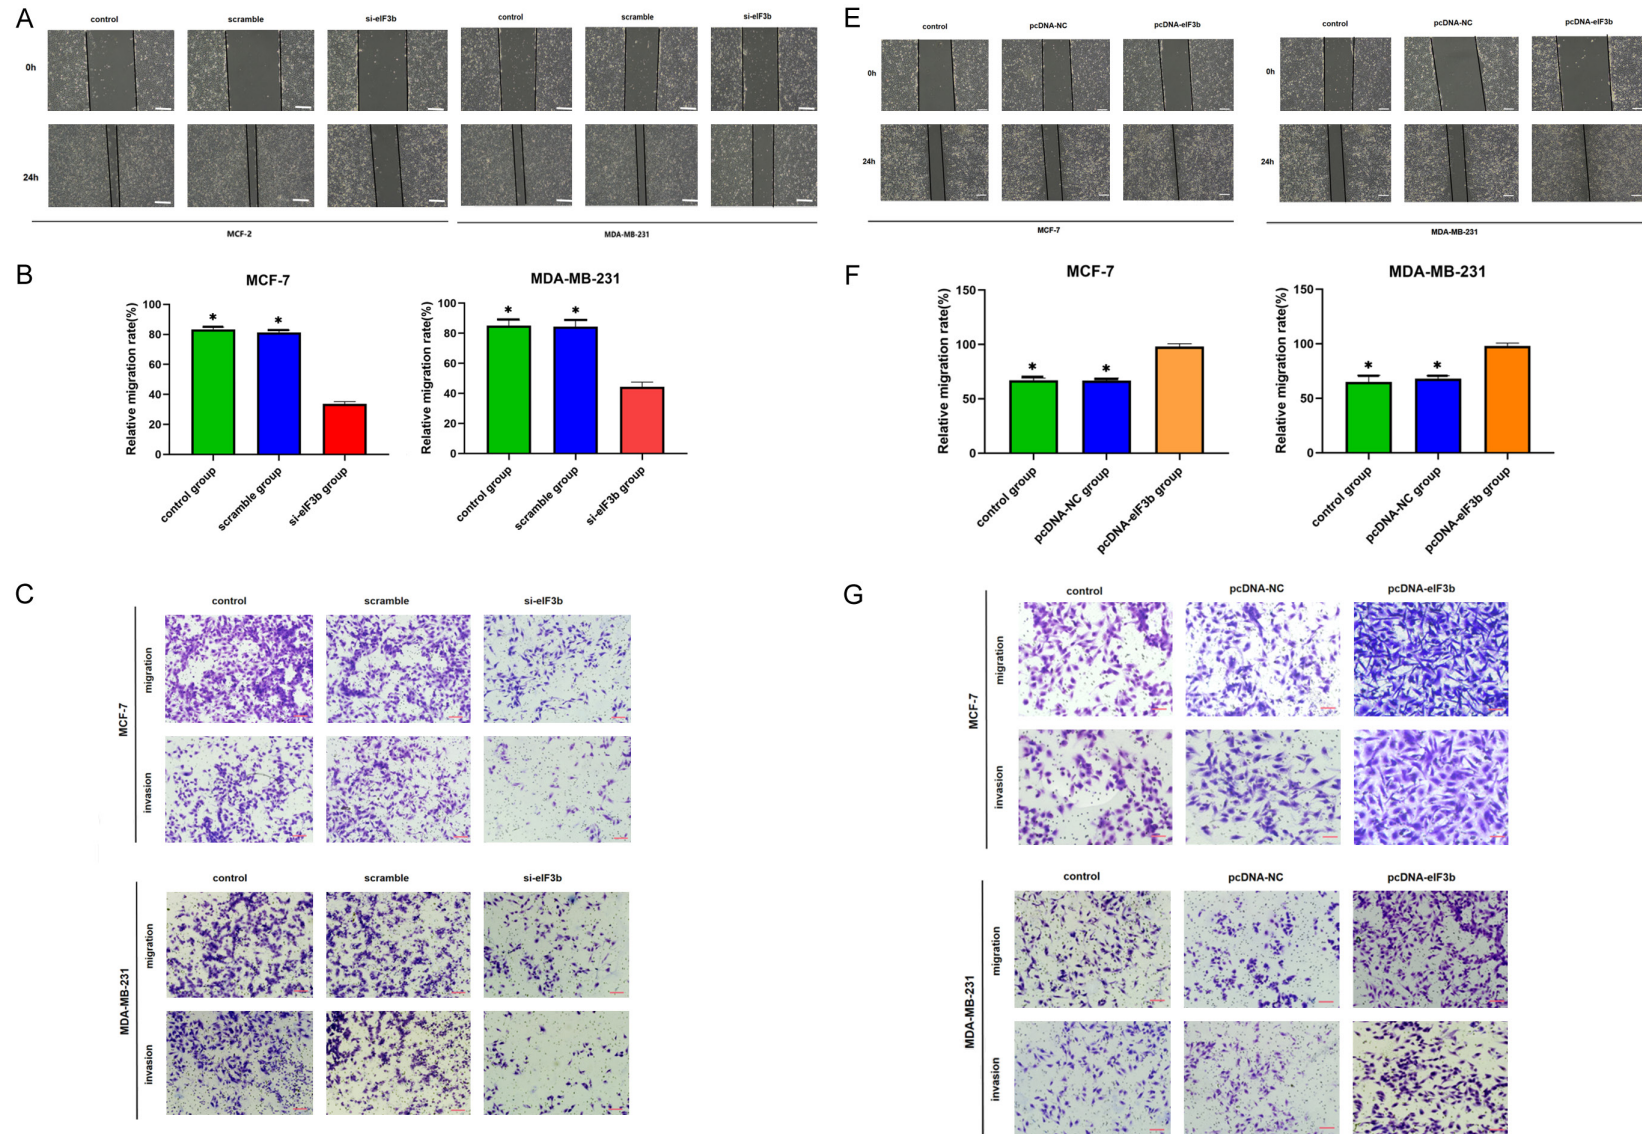 A
control
scramble
si-eIF3b
control
scramble
si-eIF3b
0h
24h
MCF-2
MDA-MB-231
B
MCF-7
Relative migration rate(%)
100
80
60
40
20
0
*
*
control group
scramble group
si-eIF3b group
MDA-MB-231
Relative migration rate(%)
100
80
60
40
20
0
*
*
control group
scramble group
si-eIF3b group
C
control
scramble
si-eIF3b
MCF-7
migration
invasion
control
scramble
si-eIF3b
MDA-MB-231
migration
invasion
E
control
pcDNA-NC
pcDNA-eIF3b
control
pcDNA-NC
pcDNA-eIF3b
0h
0h
24h
24h
MCF-7
MDA-MB-231
F
MCF-7
Relative migration rate(%)
150
100
50
0
*
*
control group
pcDNA-NC group
pcDNA-eIF3b group
MDA-MB-231
Relative migration rate(%)
150
100
50
0
*
*
control group
pcDNA-NC group
pcDNA-eIF3b group
G
control
pcDNA-NC
pcDNA-eIF3b
MCF-7
migration
invasion
control
pcDNA-NC
pcDNA-eIF3b
MDA-MB-231
migration
invasion